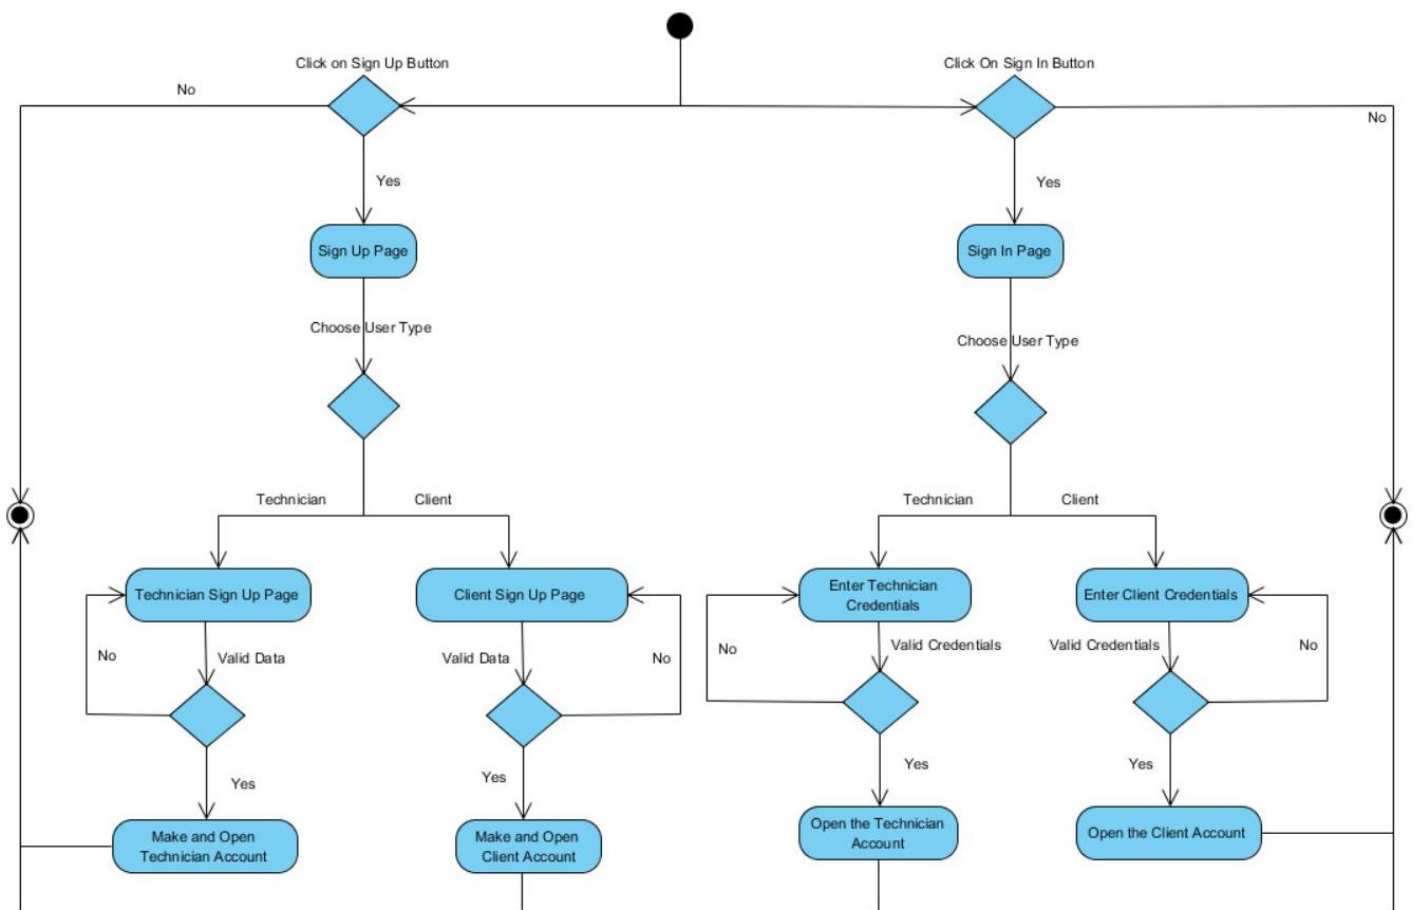 Click on Sign Up Button
Click On Sign In Button
No
No
Yes
Yes
Sign Up Page
Sign In Page
Choose User Type
Choose User Type
Technician
Client
Technician
Client
Technician Sign Up Page
Client Sign Up Page
Enter Technician
Credentials
Enter Client Credentials
No
Valid Data
Valid Data
No
No
Valid Credentials
Valid Credentials
No
Yes
Yes
Yes
Yes
Make and Open
Technician Account
Make and Open
Client Account
Open the Technician
Account
Open the Client Account